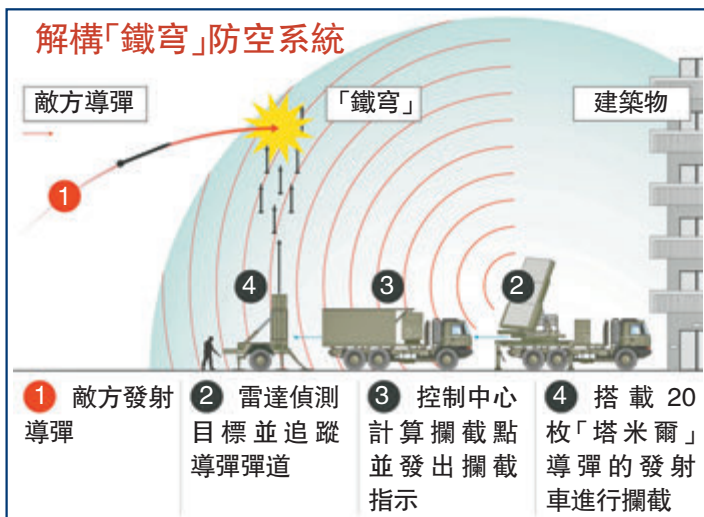 解構「鐵穹」防空系統
敵方導彈
「鐵穹」
建築物
1
4
3
2
1 敵方發射
導彈
2 雷達偵測
目標並追蹤
導彈彈道
3 控制中心
計算攔截點
並發出攔截
指示
4 搭載20
枚「塔米爾」
導彈的發射
車進行攔截